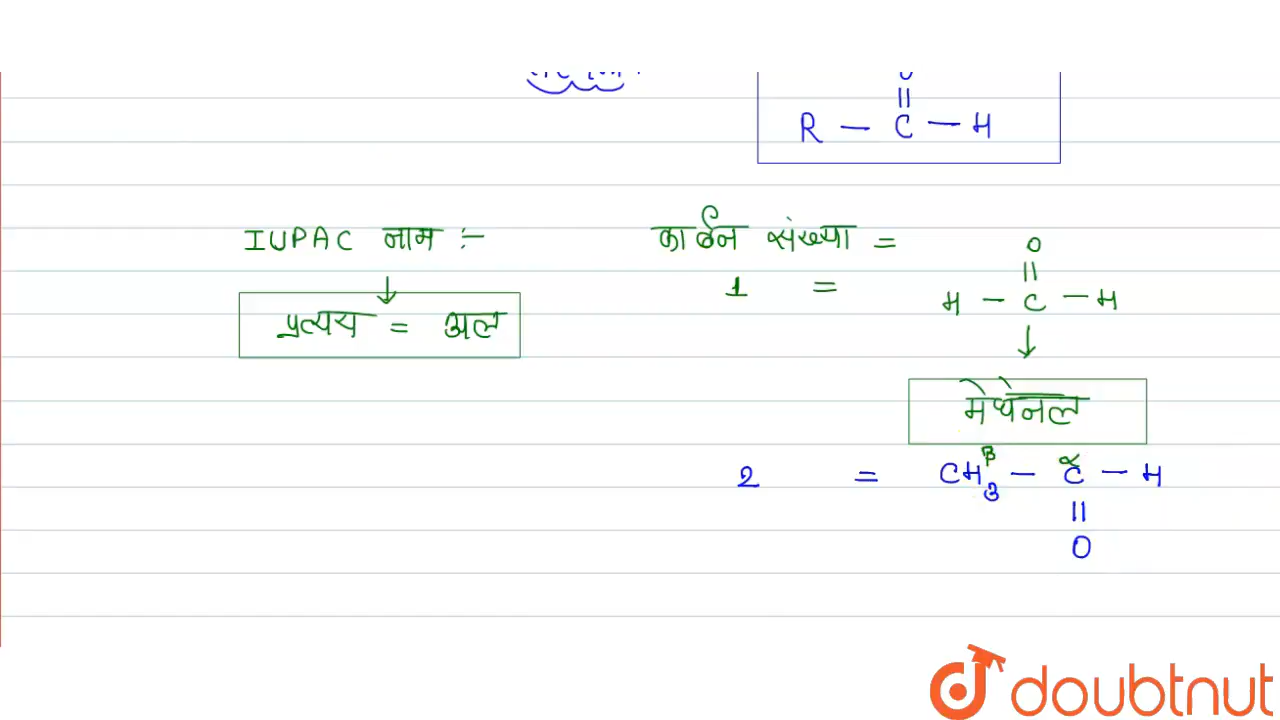 O
||
R — C — H
IUPAC नाम :-
कार्बन संख्या =
O
||
1 = H - C - H
↓
↓
प्रत्यय = अल
मेथेनल
β α
2 = CH3 - C - H
||
O
doubtnut